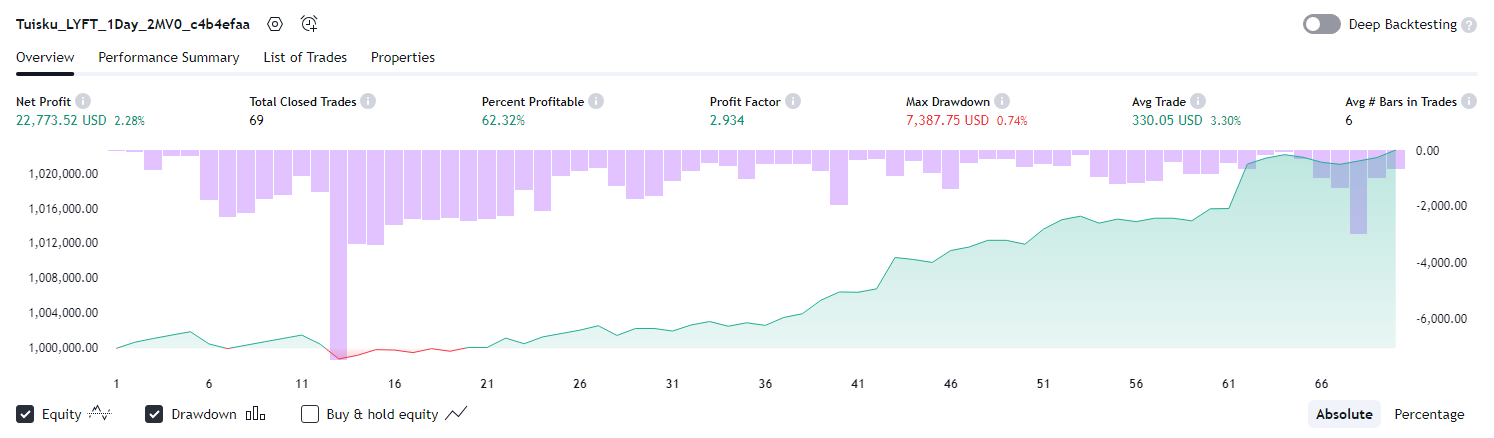 Tuisku_LYFT_1Day_2MV0_c4b4efaa
Deep Backtesting ?
Overview Performance Summary List of Trades Properties
Net Profit i Total Closed Trades i Percent Profitable i Profit Factor i Max Drawdown i Avg Trade i Avg # Bars in Trades i
22,773.52 USD 2.28% 69 62.32% 2.934 7,387.75 USD 0.74% 330.05 USD 3.30% 6
0.00
1,020,000.00
1,016,000.00 -2,000.00
1,012,000.00
-4,000.00
1,008,000.00
1,004,000.00 -6,000.00
1,000,000.00
1 6 11 16 21 26 31 36 41 46 51 56 61 66
Equity Drawdown Buy & hold equity Absolute Percentage